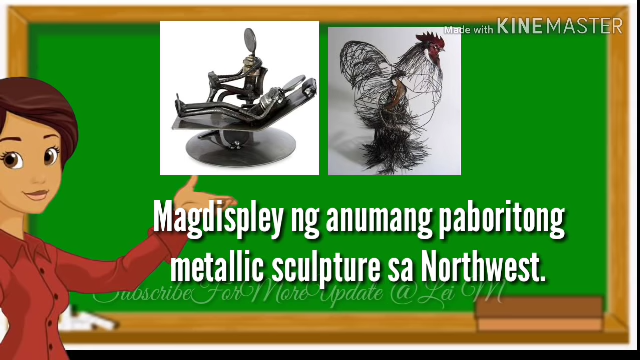 Made with KINEMASTER
Magdispley ng anumang paboritong
metallic sculpture sa Northwest.
SubscribeForMoreUpdate @Lei M